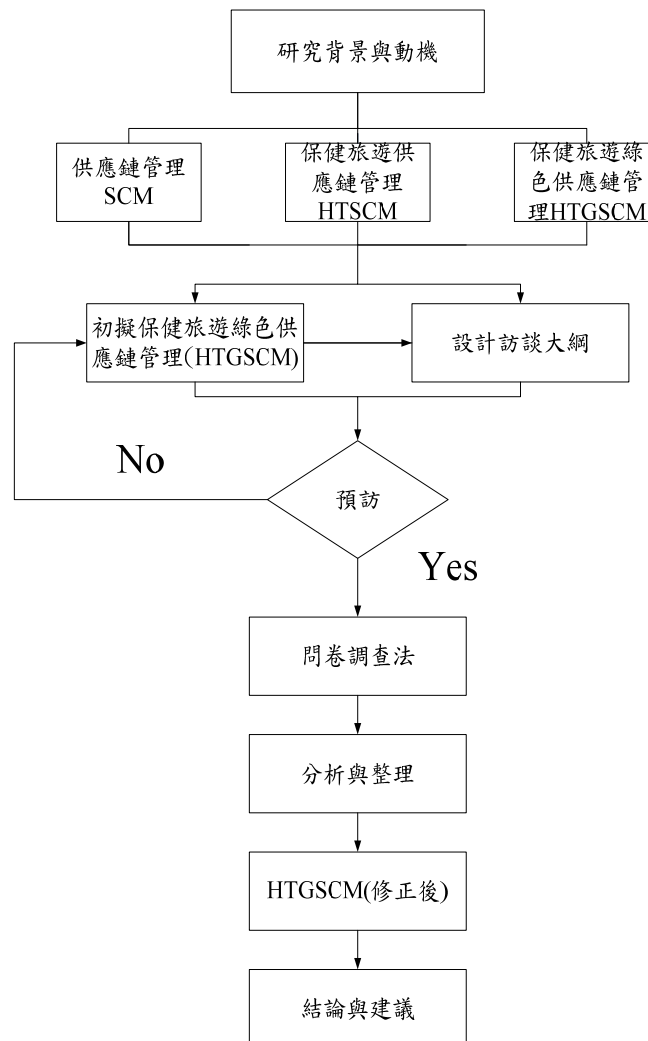 研究背景與動機
供應鏈管理
SCM
保健旅遊供
應鏈管理
HTSCM
保健旅遊綠
色供應鏈管
理HTGSCM
初擬保健旅遊綠色供
應鏈管理(HTGSCM)
設計訪談大綱
No
預訪
Yes
問卷調查法
分析與整理
HTGSCM(修正後)
結論與建議